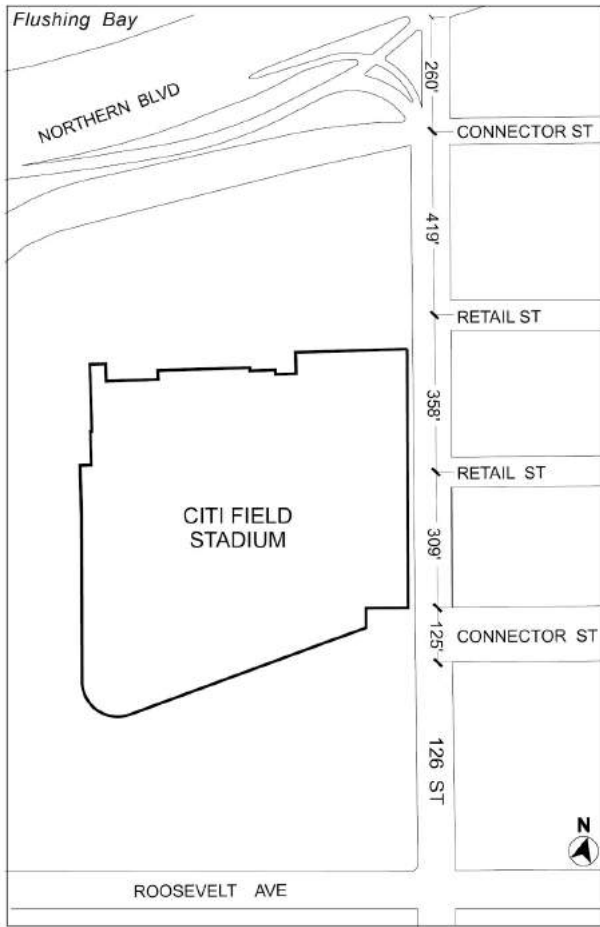 Flushing Bay
NORTHERN BLVD
260'
CONNECTOR ST
419'
RETAIL ST
358'
RETAIL ST
CITI FIELD
STADIUM
309'
125'
CONNECTOR ST
126 ST
N
ROOSEVELT AVE